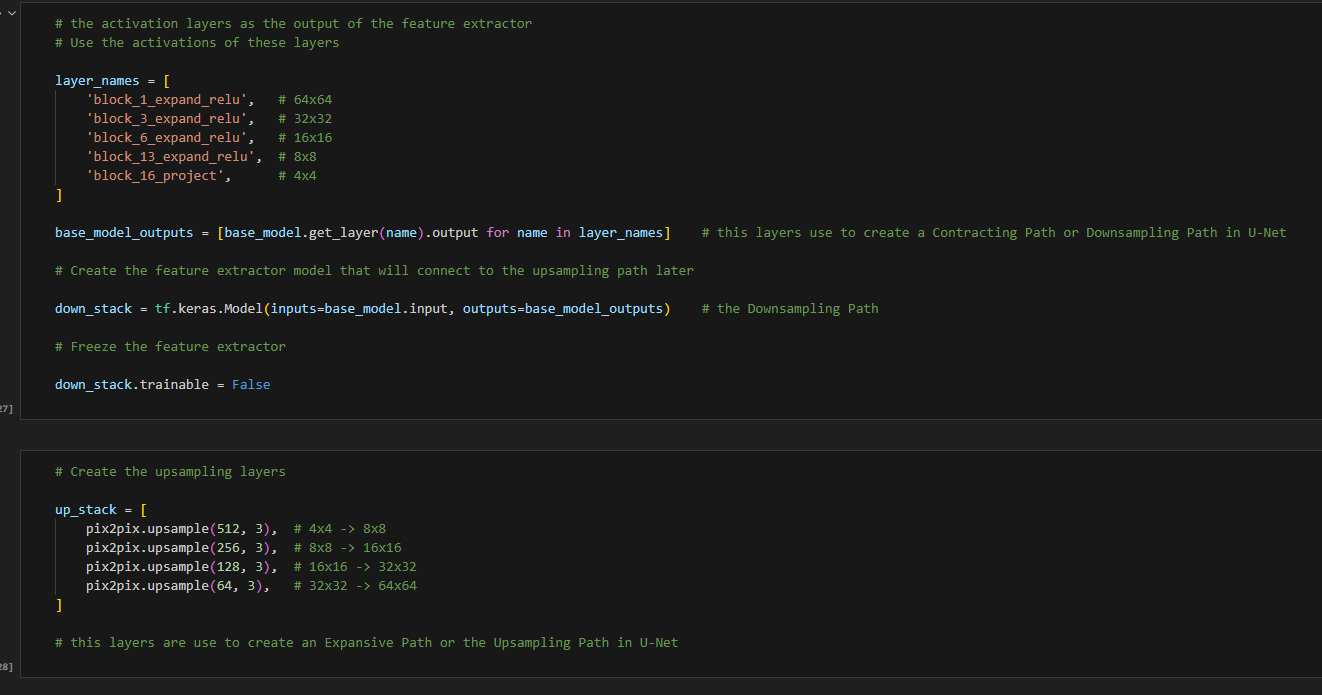 # the activation layers as the output of the feature extractor
# Use the activations of these layers
layer_names = [
'block_1_expand_relu',   # 64x64
'block_3_expand_relu',   # 32x32
'block_6_expand_relu',   # 16x16
'block_13_expand_relu',  # 8x8
'block_16_project',      # 4x4
]
base_model_outputs = [base_model.get_layer(name).output for name in layer_names]    # this layers use to create a Contracting Path or Downsampling Path in U-Net
# Create the feature extractor model that will connect to the upsampling path later
down_stack = tf.keras.Model(inputs=base_model.input, outputs=base_model_outputs)    # the Downsampling Path
# Freeze the feature extractor
down_stack.trainable = False
27]
# Create the upsampling layers
up_stack = [
pix2pix.upsample(512, 3),  # 4x4 -> 8x8
pix2pix.upsample(256, 3),  # 8x8 -> 16x16
pix2pix.upsample(128, 3),  # 16x16 -> 32x32
pix2pix.upsample(64, 3),   # 32x32 -> 64x64
]
# this layers are use to create an Expansive Path or the Upsampling Path in U-Net
28]